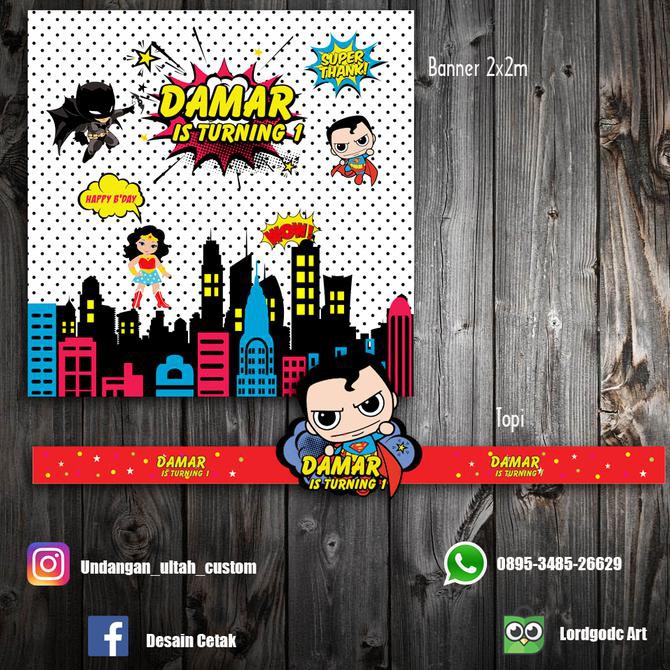 Banner 2x2m
SUPER
THANK!
DAMAR
IS TURNING 1
HAPPY B'DAY
WOW!
Topi
DAMAR
IS TURNING 1
DAMAR
IS TURNING 1
DAMAR
IS TURNING 1
Undangan_ultah_custom
0895-3485-26629
Desain Cetak
Lordgodc Art